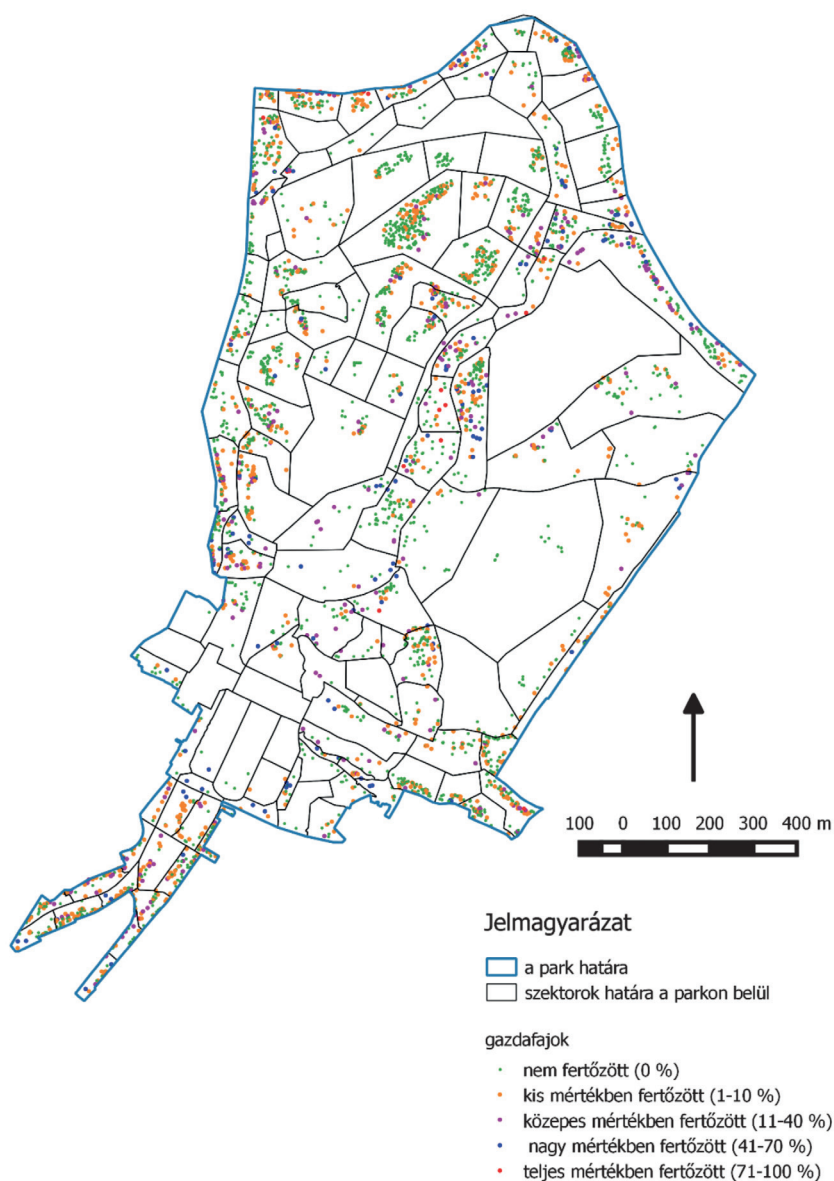 100 0 100 200 300 400 m
Jelmagyarázat
a park határa
szektorok határa a parkon belül
gazdafajok
nem fertőzött (0 %)
kis mértékben fertőzött (1-10 %)
közepes mértékben fertőzött (11-40 %)
nagy mértékben fertőzött (41-70 %)
teljes mértékben fertőzött (71-100 %)